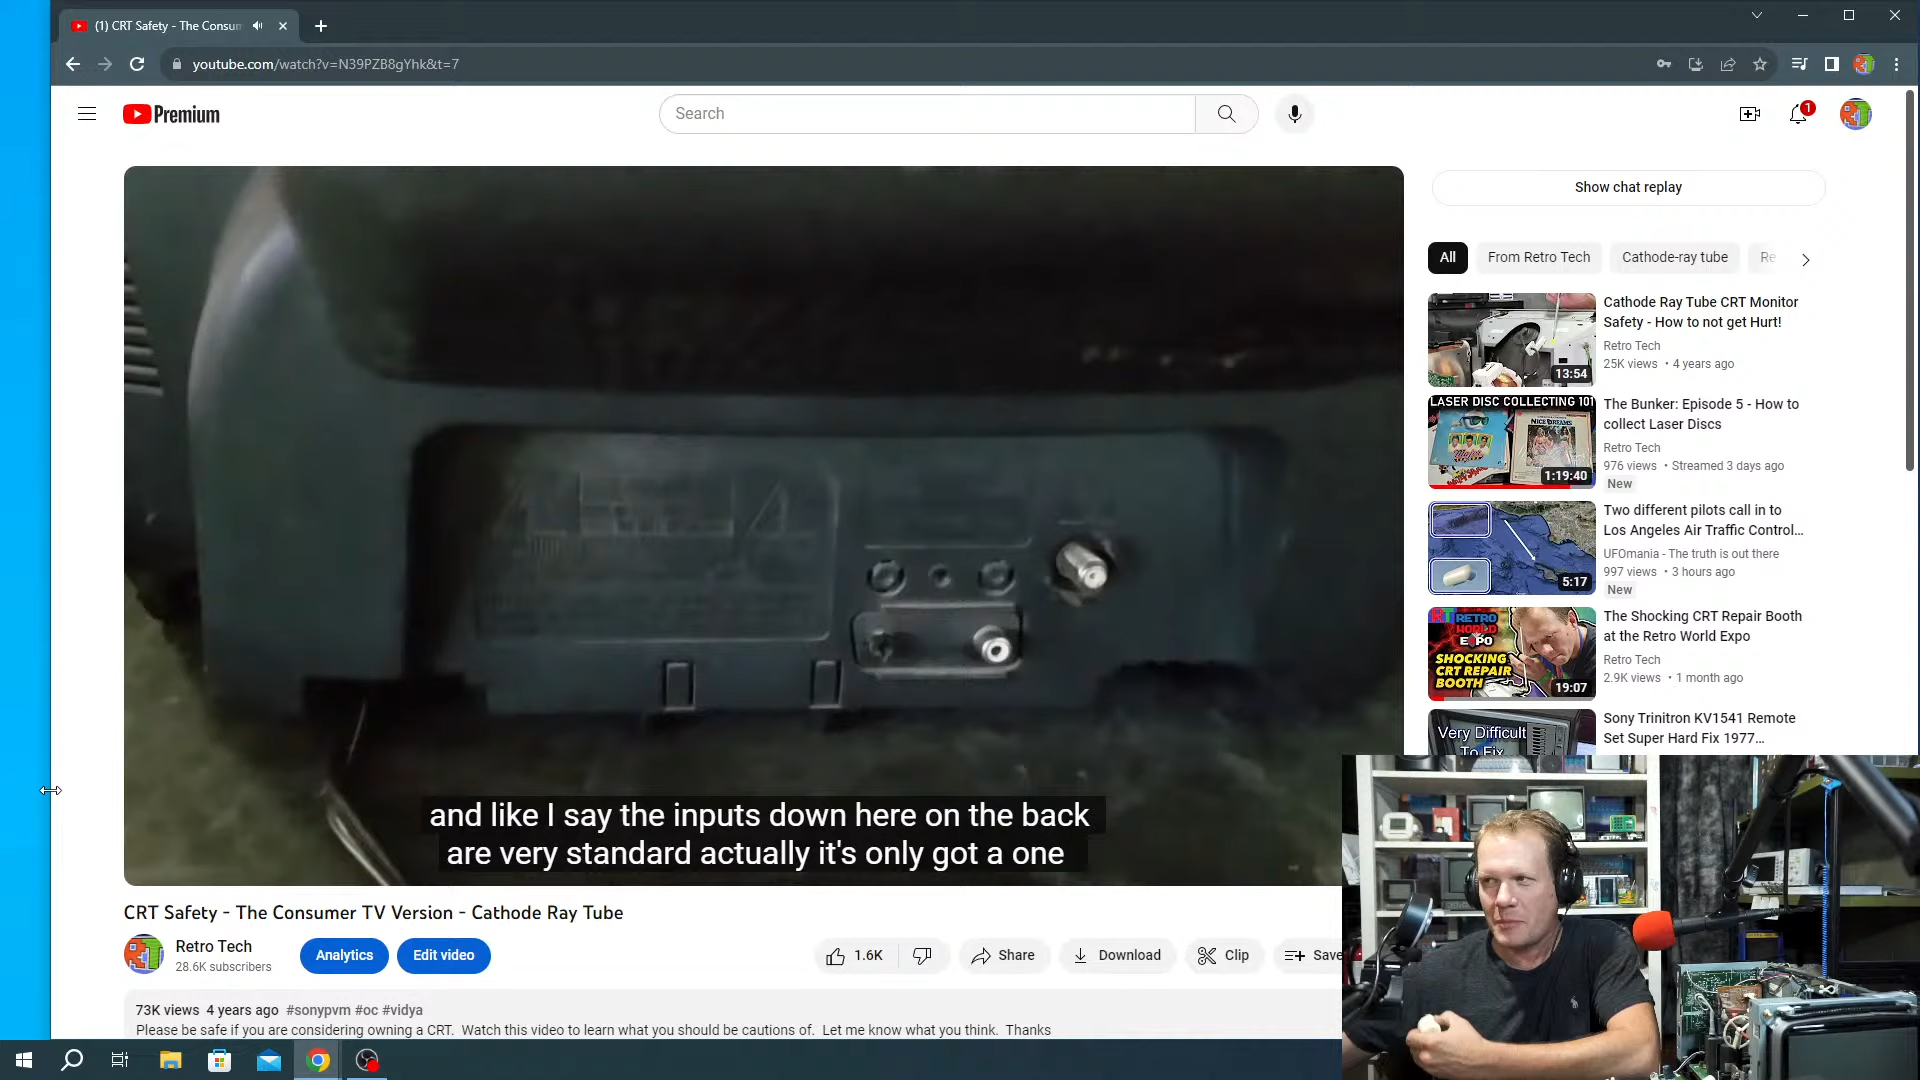 (1) CRT Safety - The Consum
youtube.com/watch?v=N39PZB8gYhk&t=7
Premium
Search
1
Show chat replay
All
From Retro Tech
Cathode-ray tube
Re
and like I say the inputs down here on the back
are very standard actually it's only got a one
Cathode Ray Tube CRT Monitor
Safety - How to not get Hurt!
Retro Tech
25K views • 4 years ago
13:54
LASER DISC COLLECTING 101
NICE DREAMS
1:19:40
The Bunker: Episode 5 - How to
collect Laser Discs
Retro Tech
976 views • Streamed 3 days ago
New
5:17
Two different pilots call in to
Los Angeles Air Traffic Control...
UFOmania - The truth is out there
997 views • 3 hours ago
New
RETRO
WORLD
EXPO
SHOCKING
CRT REPAIR
BOOTH
19:07
The Shocking CRT Repair Booth
at the Retro World Expo
Retro Tech
2.9K views • 1 month ago
Very Difficult
To Fix
Sony Trinitron KV1541 Remote
Set Super Hard Fix 1977...
CRT Safety - The Consumer TV Version - Cathode Ray Tube
Retro Tech
28.6K subscribers
Analytics
Edit video
1.6K
Share
Download
Clip
Save
73K views 4 years ago #sonypvm #oc #vidya
Please be safe if you are considering owning a CRT. Watch this video to learn what you should be cautions of. Let me know what you think. Thanks